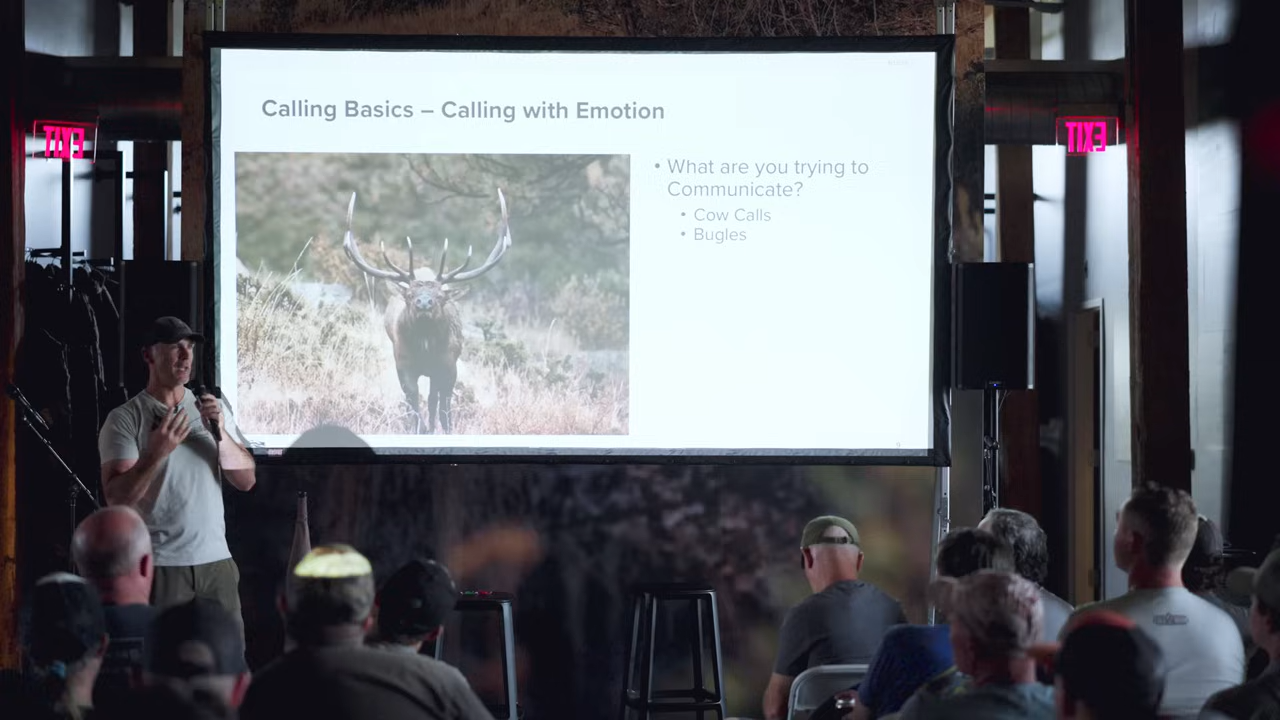 Calling Basics – Calling with Emotion
EXIT
EXIT
• What are you trying to
Communicate?
• Cow Calls
• Bugles